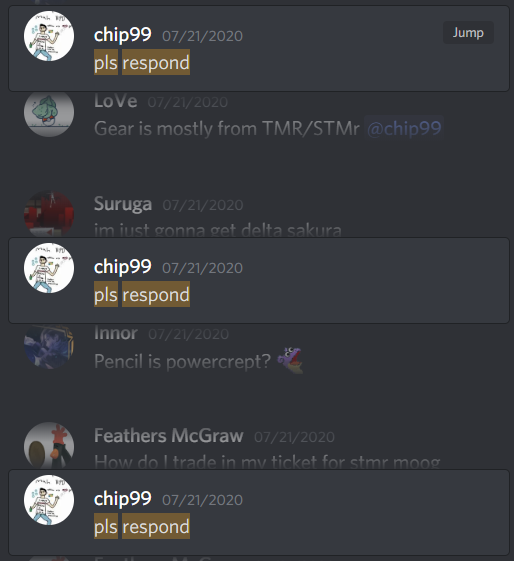 chip99 07/21/2020
Jump
pls respond
LoVe 07/21/2020
Gear is mostly from TMR/STMr @chip99
Suruga 07/21/2020
im just gonna get delta sakura
chip99 07/21/2020
pls respond
Innor 07/21/2020
Pencil is powercrept?
Feathers McGraw 07/21/2020
How do I trade in my ticket for stmr moog
chip99 07/21/2020
pls respond
Feathers McGraw